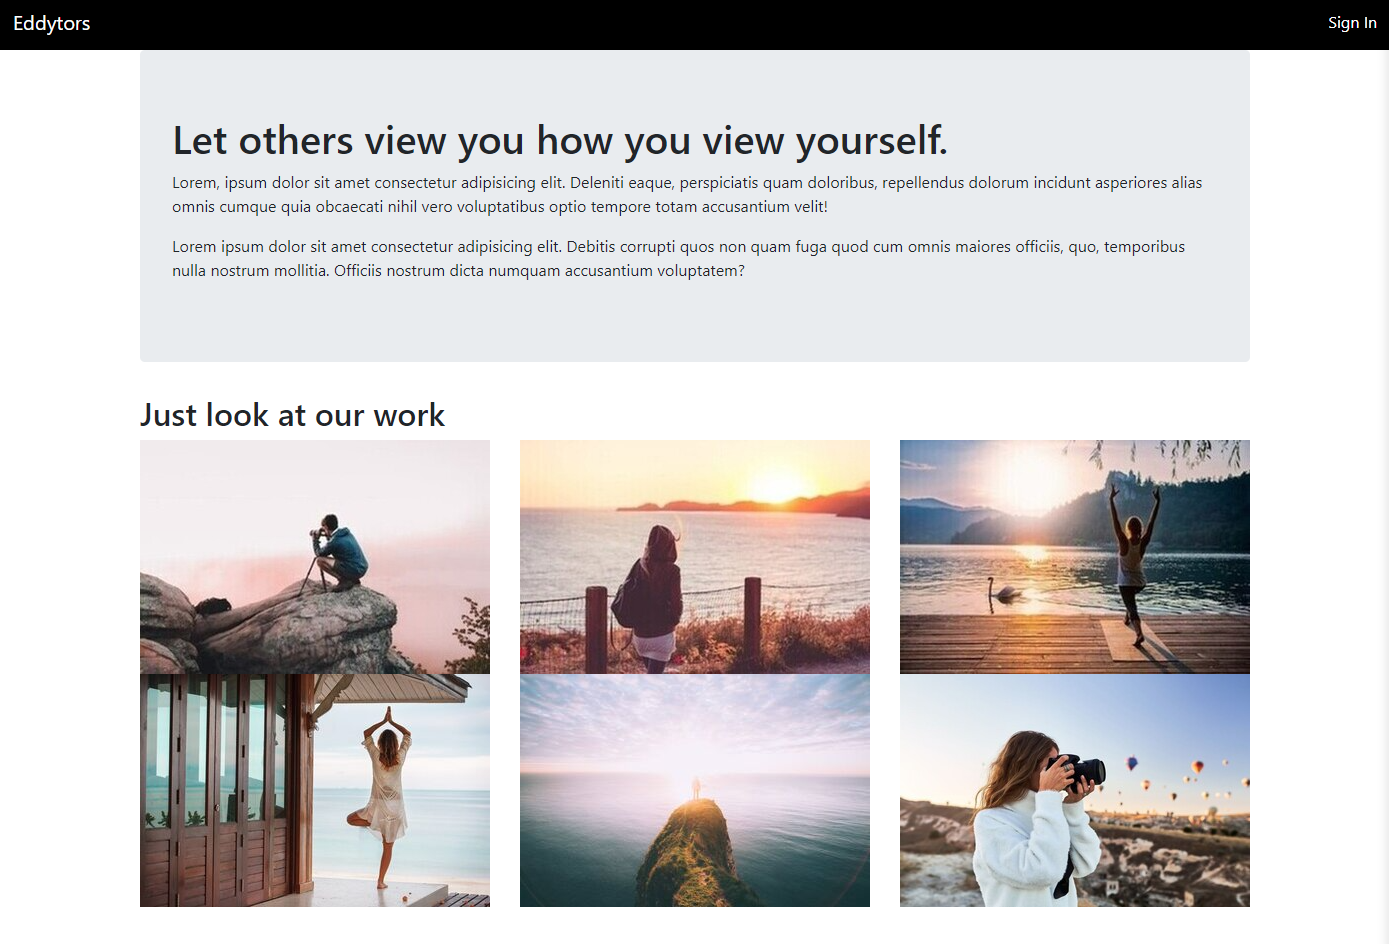 Eddytors
Sign In
Let others view you how you view yourself.
Lorem, ipsum dolor sit amet consectetur adipisicing elit. Deleniti eaque, perspiciatis quam doloribus, repellendus dolorum incidunt asperiores alias
omnis cumque quia obcaecati nihil vero voluptatibus optio tempore totam accusantium velit!
Lorem ipsum dolor sit amet consectetur adipisicing elit. Debitis corrupti quos non quam fuga quod cum omnis maiores officiis, quo, temporibus
nulla nostrum mollitia. Officiis nostrum dicta numquam accusantium voluptatem?
Just look at our work